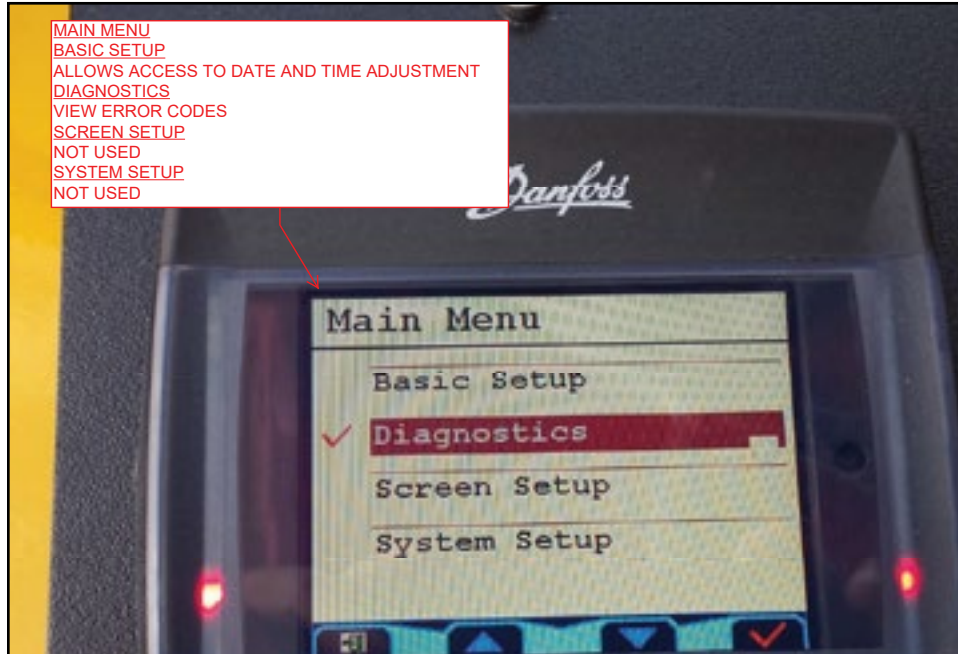 MAIN MENU
BASIC SETUP
ALLOWS ACCESS TO DATE AND TIME ADJUSTMENT
DIAGNOSTICS
VIEW ERROR CODES
SCREEN SETUP
NOT USED
SYSTEM SETUP
NOT USED
Danfoss
Main Menu
Basic Setup
Diagnostics
Screen Setup
System Setup